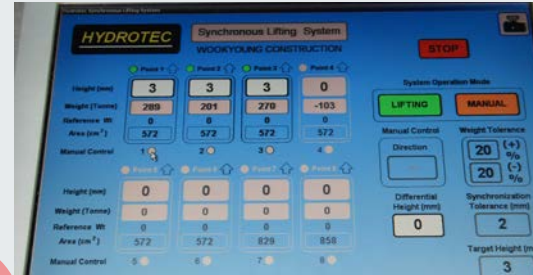 Hydrotec Synchronous Lifting System
HYDROTEC
Synchronous Lifting System
WOOKYOUNG CONSTRUCTION
STOP
Point 1 Point 2 Point 3 Point 4
Height (mm) 3 3 3 0
Weight (Tonne) 289 201 270 -103
Reference Wt 0 0 0 0
Area (cm²) 572 572 572 572
Manual Control 1 2 3 4
Point 5 Point 6 Point 7 Point 8
Height (mm) 0 0 0 0
Weight (Tonne) 0 0 0 0
Reference Wt 0 0 0 0
Area (cm²) 572 572 829 858
Manual Control 5 6 7 8
System Operation Mode
LIFTING MANUAL
Manual Control
Direction
Weight Tolerance
20 (+) %
20 (-) %
Differential Height (mm)
0
Synchronization Tolerance (mm)
2
Target Height (m
3